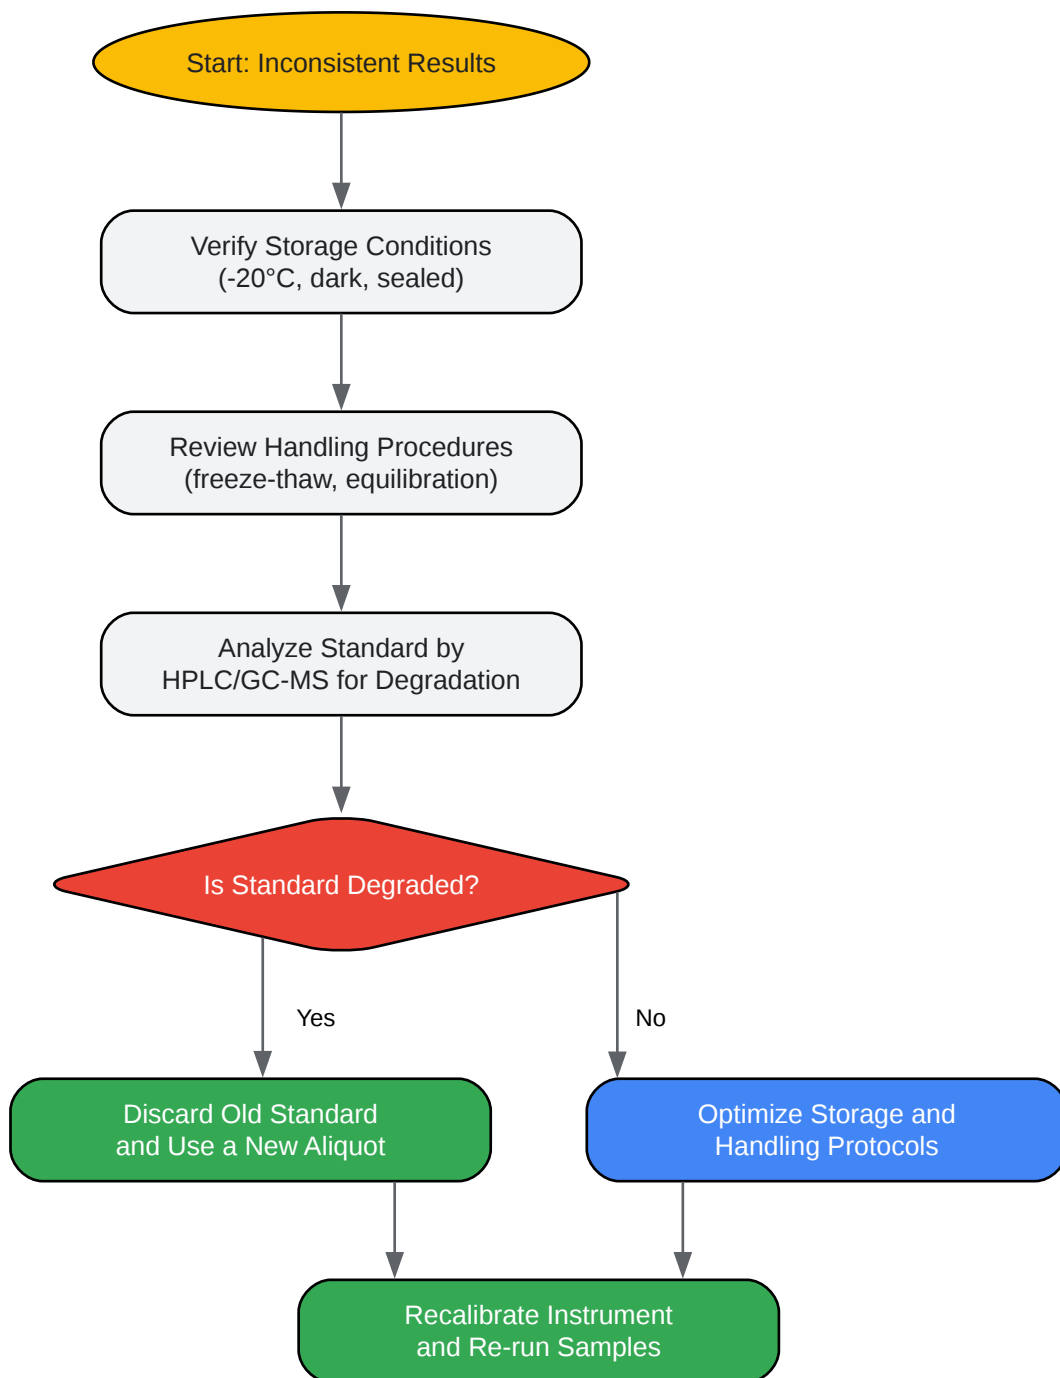 Start: Inconsistent Results
Verify Storage Conditions
(-20°C, dark, sealed)
Review Handling Procedures
(freeze-thaw, equilibration)
Analyze Standard by
HPLC/GC-MS for Degradation
Is Standard Degraded?
Yes
No
Discard Old Standard
and Use a New Aliquot
Optimize Storage and
Handling Protocols
Recalibrate Instrument
and Re-run Samples